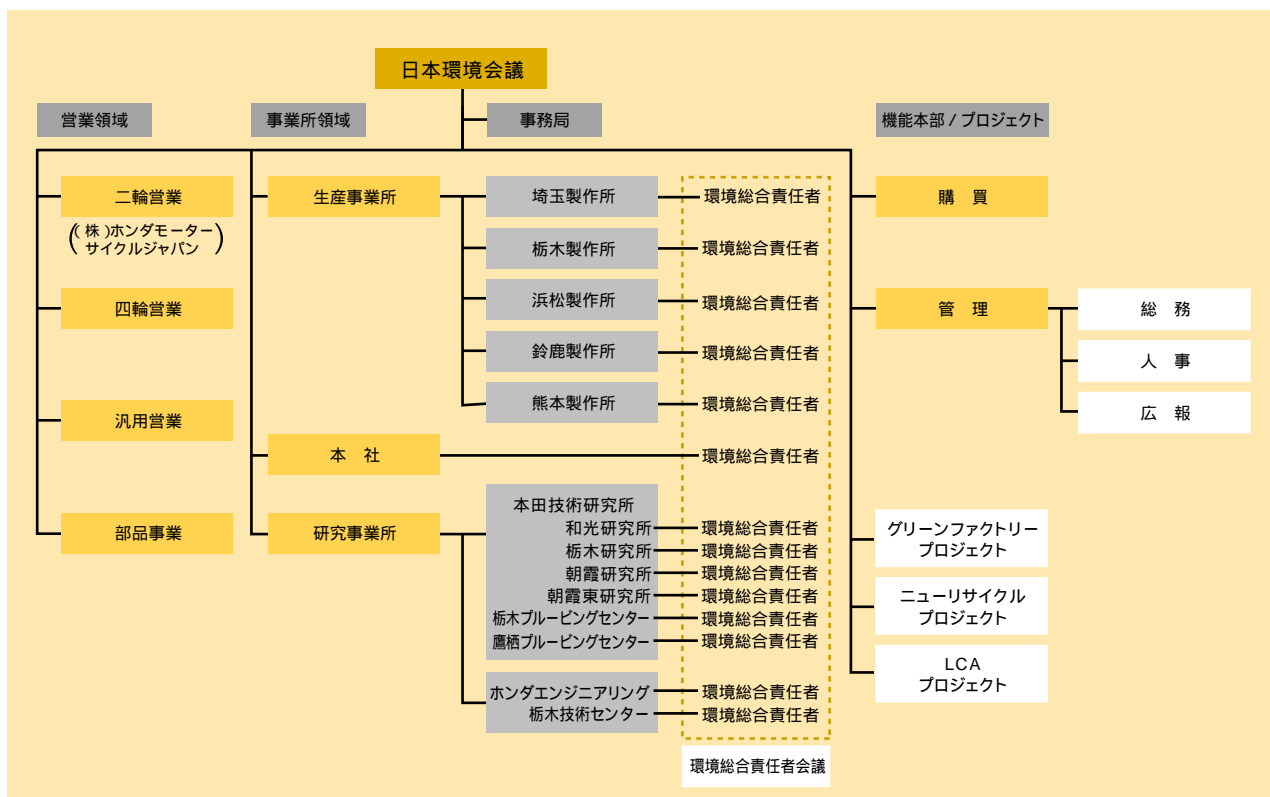 日本環境会議
営業領域
事業所領域
事務局
機能本部 / プロジェクト
二輪営業
((株)ホンダモーター
サイクルジャパン)
四輪営業
汎用営業
部品事業
生産事業所
埼玉製作所
環境総合責任者
栃木製作所
環境総合責任者
浜松製作所
環境総合責任者
鈴鹿製作所
環境総合責任者
熊本製作所
環境総合責任者
本 社
環境総合責任者
研究事業所
本田技術研究所
和光研究所
環境総合責任者
栃木研究所
環境総合責任者
朝霞研究所
環境総合責任者
朝霞東研究所
環境総合責任者
栃木プルービングセンター
環境総合責任者
鷹栖プルービングセンター
環境総合責任者
ホンダエンジニアリング
環境総合責任者
栃木技術センター
環境総合責任者
環境総合責任者会議
購 買
管 理
総 務
人 事
広 報
グリーンファクトリー
プロジェクト
ニューリサイクル
プロジェクト
LCA
プロジェクト